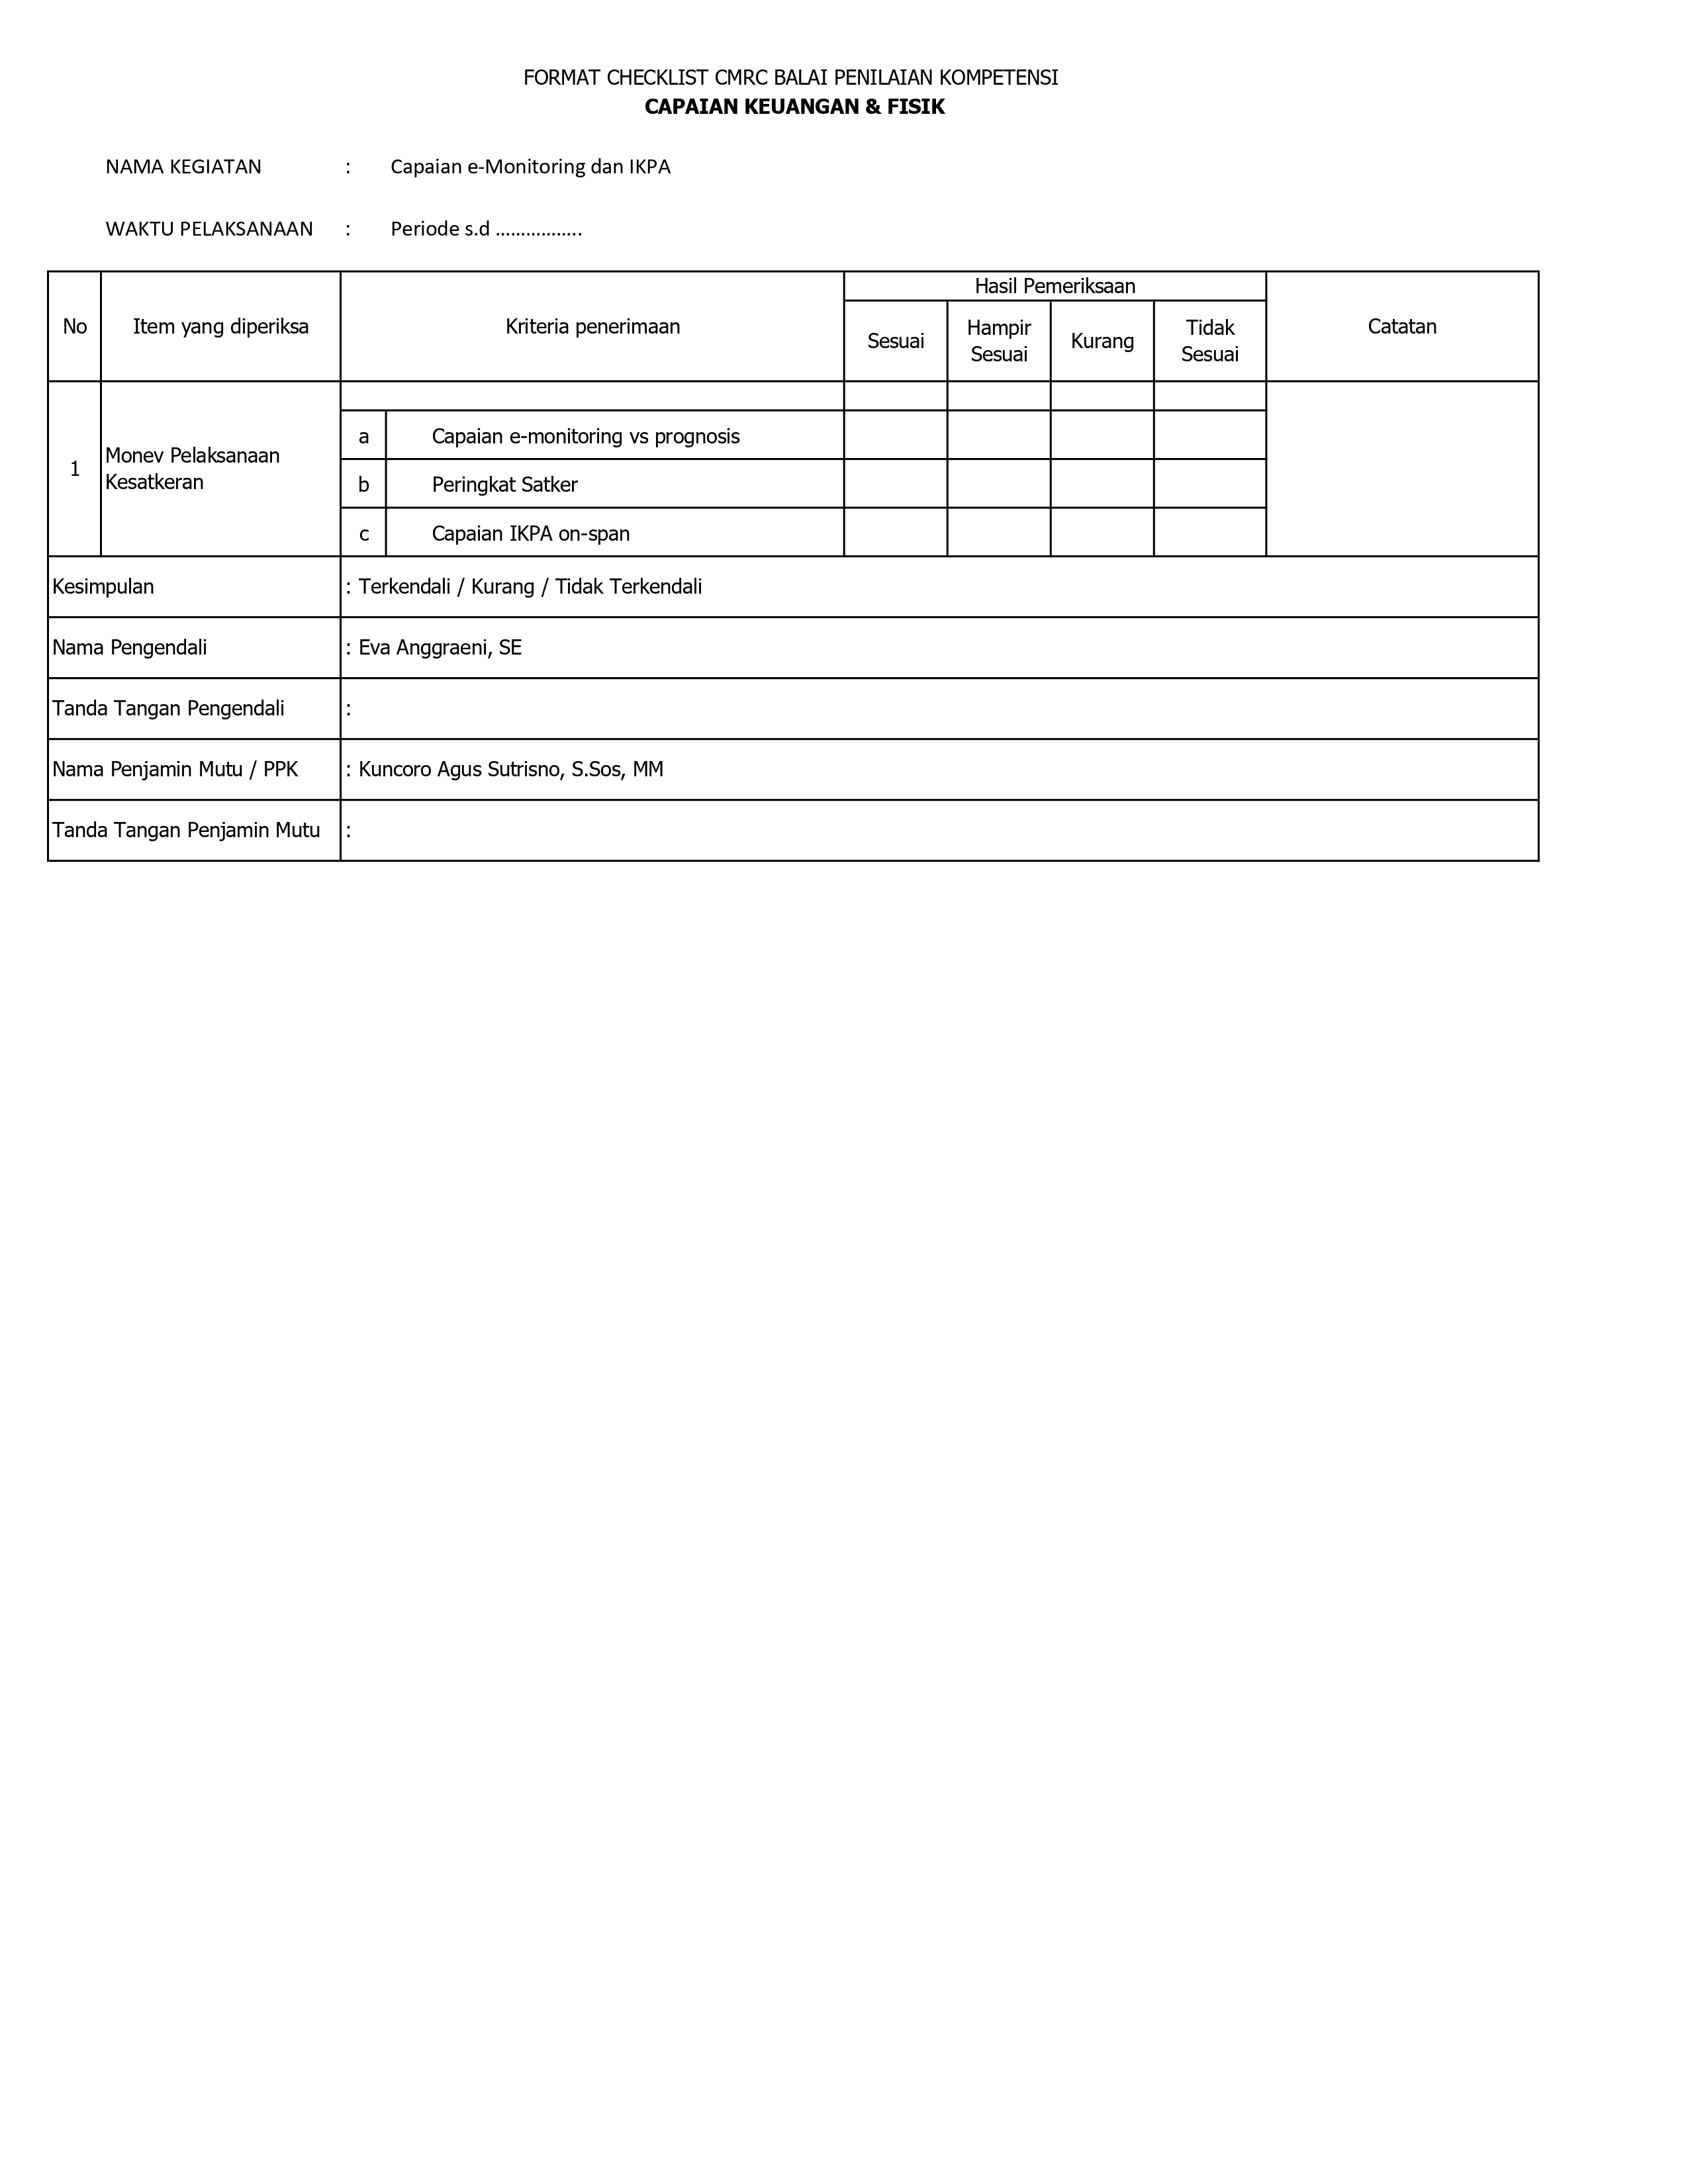 FORMAT CHECKLIST CMRC BALAI PENILAIAN KOMPETENSI
CAPAIAN KEUANGAN & FISIK
NAMA KEGIATAN : Capaian e-Monitoring dan IKPA
WAKTU PELAKSANAAN : Periode s.d ................. 
No Item yang diperiksa Kriteria penerimaan Hasil Pemeriksaan Catatan
Sesuai Hampir Sesuai Kurang Tidak Sesuai
1 Monev Pelaksanaan Kesatkeran
a Capaian e-monitoring vs prognosis
b Peringkat Satker
c Capaian IKPA on-span
Kesimpulan : Terkendali / Kurang / Tidak Terkendali
Nama Pengendali : Eva Anggraeni, SE
Tanda Tangan Pengendali :
Nama Penjamin Mutu / PPK : Kuncoro Agus Sutrisno, S.Sos, MM
Tanda Tangan Penjamin Mutu :